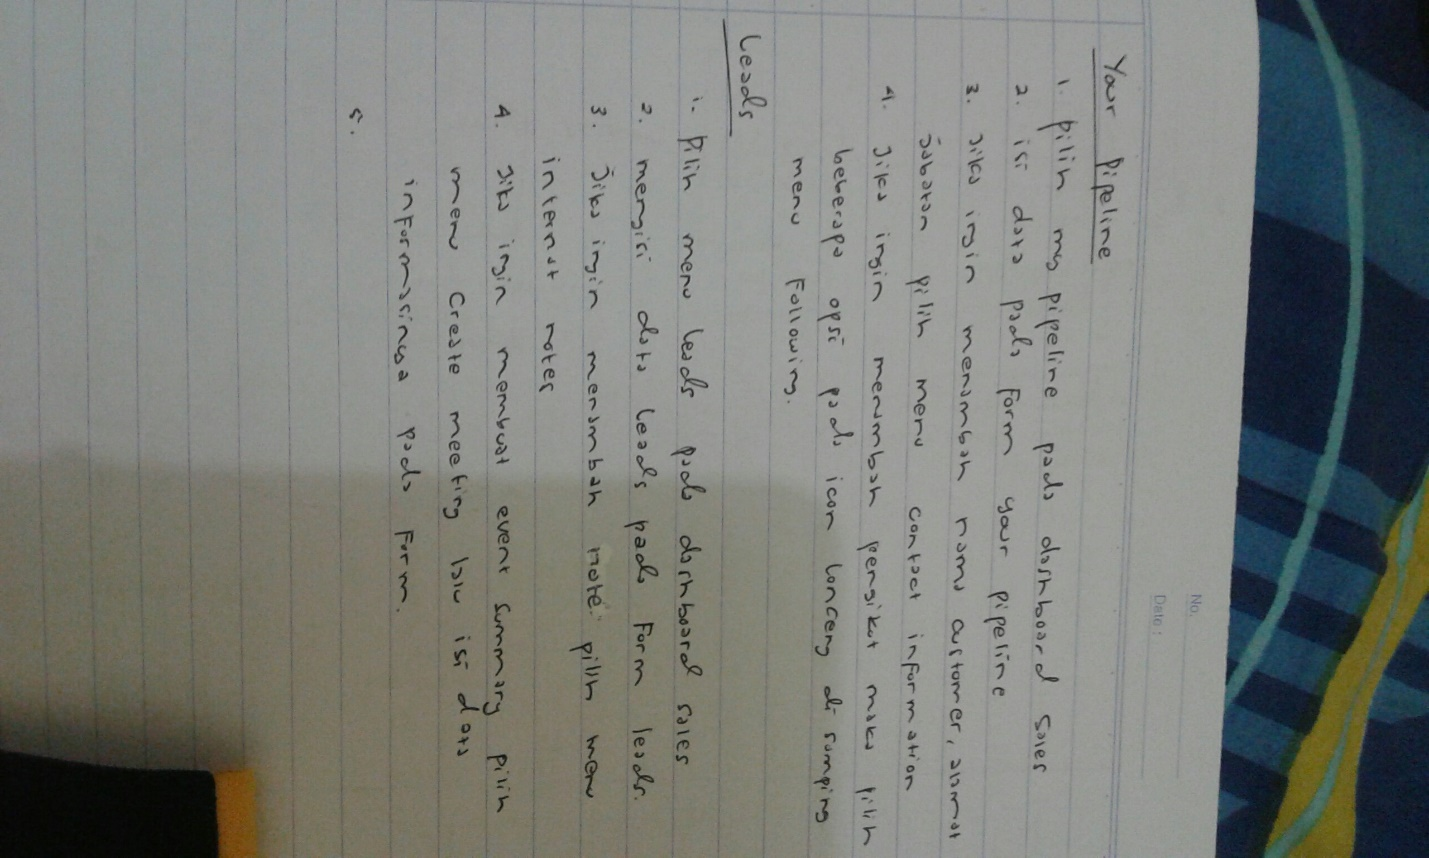 No.
Date :
Your Pipeline
1. Pilih my pipeline pada dashboard sales
2. isi data pada form your pipeline
3. Jika ingin menambah nama customer, alamat
Jabatan pilih menu contact information
4. Jika ingin menambah pengikut maka pilih
beberapa opsi pada icon lonceng di samping
menu Following.
Leads
1. Pilih menu leads pada dashboard sales
2. mengisi data leads pada form leads.
3. Jika ingin menambah note pilih menu
internal notes
4. Jika ingin membuat event summary pilih
menu create meeting lalu isi data
informasinya pada form.
5.